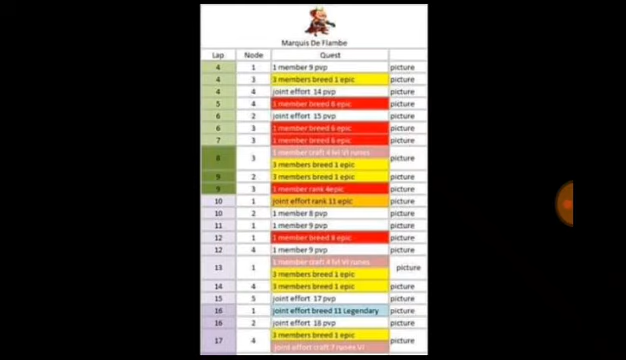 Marquis De Flambe
Lap Node Quest
4 1 1 member 9 pvp picture
4 3 3 members breed 1 epic picture
4 4 joint effort 14 pvp picture
5 4 1 member breed 8 epic picture
6 2 joint effort 15 pvp picture
6 3 1 member breed 6 epic picture
7 3 1 member breed 6 epic picture
8 3 1 member craft 4 lvl VI runes picture
3 members breed 1 epic
9 2 3 members breed 1 epic picture
9 3 1 member rank 4epic picture
10 1 joint effort rank 11 epic picture
10 2 1 member 8 pvp picture
11 1 1 member 9 pvp picture
12 1 1 member breed 8 epic picture
12 4 1 member 9 pvp picture
13 1 1 member craft 4 lvl VI runes picture
3 members breed 1 epic
14 4 3 members breed 1 epic picture
15 5 joint effort 17 pvp picture
16 1 joint effort breed 11 Legendary picture
16 2 joint effort 18 pvp picture
17 4 3 members breed 1 epic picture
joint effort craft 7 runes VI